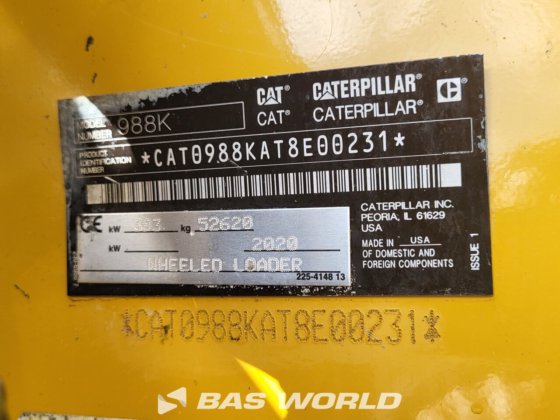 MODEL NUMBER 988K
CAT CATERPILLAR C
CAT® CATERPILLAR®
PRODUCT IDENTIFICATION NUMBER
*CAT0988KAT8E00231*
CE kW 393 kg 52620
kW 2020
WHEELED LOADER
225-4148 13
CATERPILLAR INC.
PEORIA, IL 61629
USA
MADE IN USA
OF DOMESTIC AND
FOREIGN COMPONENTS
ISSUE 1
*CAT0988KAT8E00231*
BAS WORLD